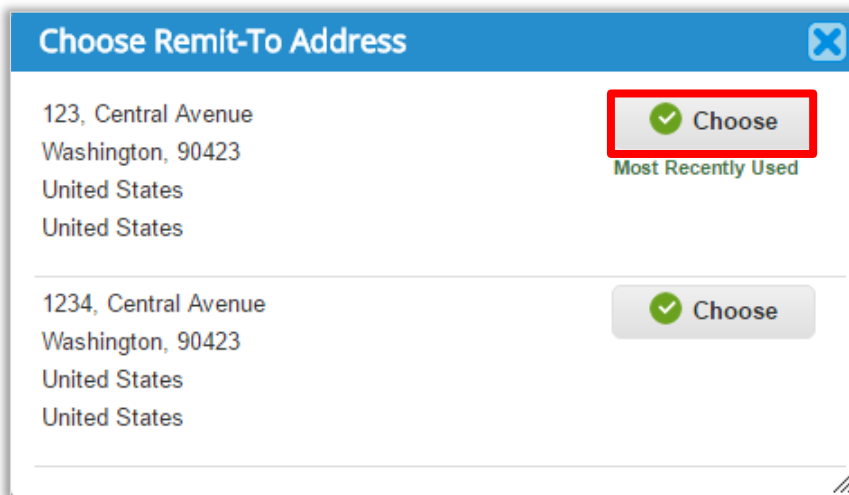 Choose Remit-To Address
123, Central Avenue
Washington, 90423
United States
United States
Choose
Most Recently Used
1234, Central Avenue
Washington, 90423
United States
United States
Choose